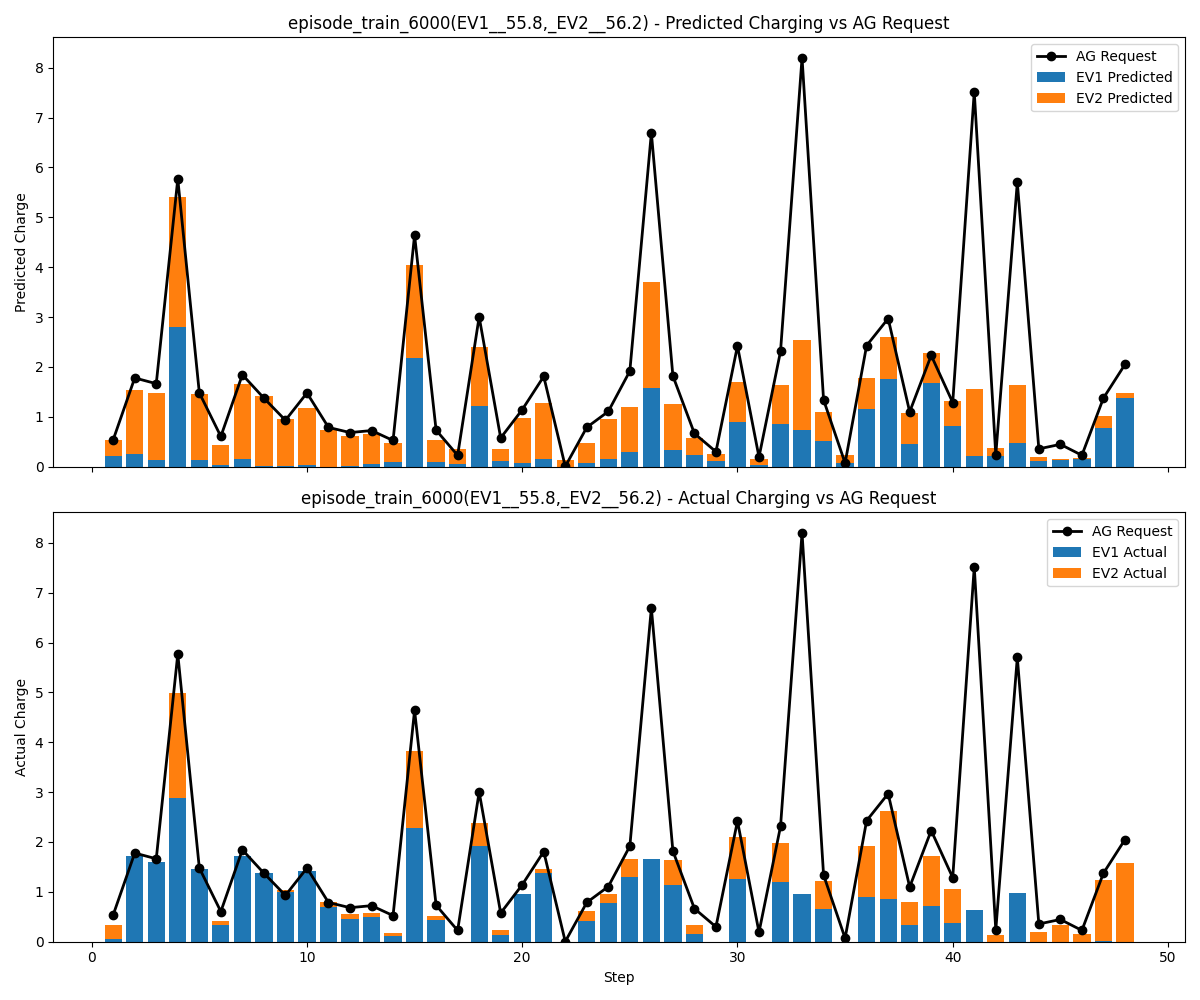 episode_train_6000(EV1__55.8,_EV2__56.2) - Predicted Charging vs AG Request
Predicted Charge
8
7
6
5
4
3
2
1
0
AG Request
EV1 Predicted
EV2 Predicted
episode_train_6000(EV1__55.8,_EV2__56.2) - Actual Charging vs AG Request
Actual Charge
8
7
6
5
4
3
2
1
0
AG Request
EV1 Actual
EV2 Actual
0 10 20 30 40 50
Step